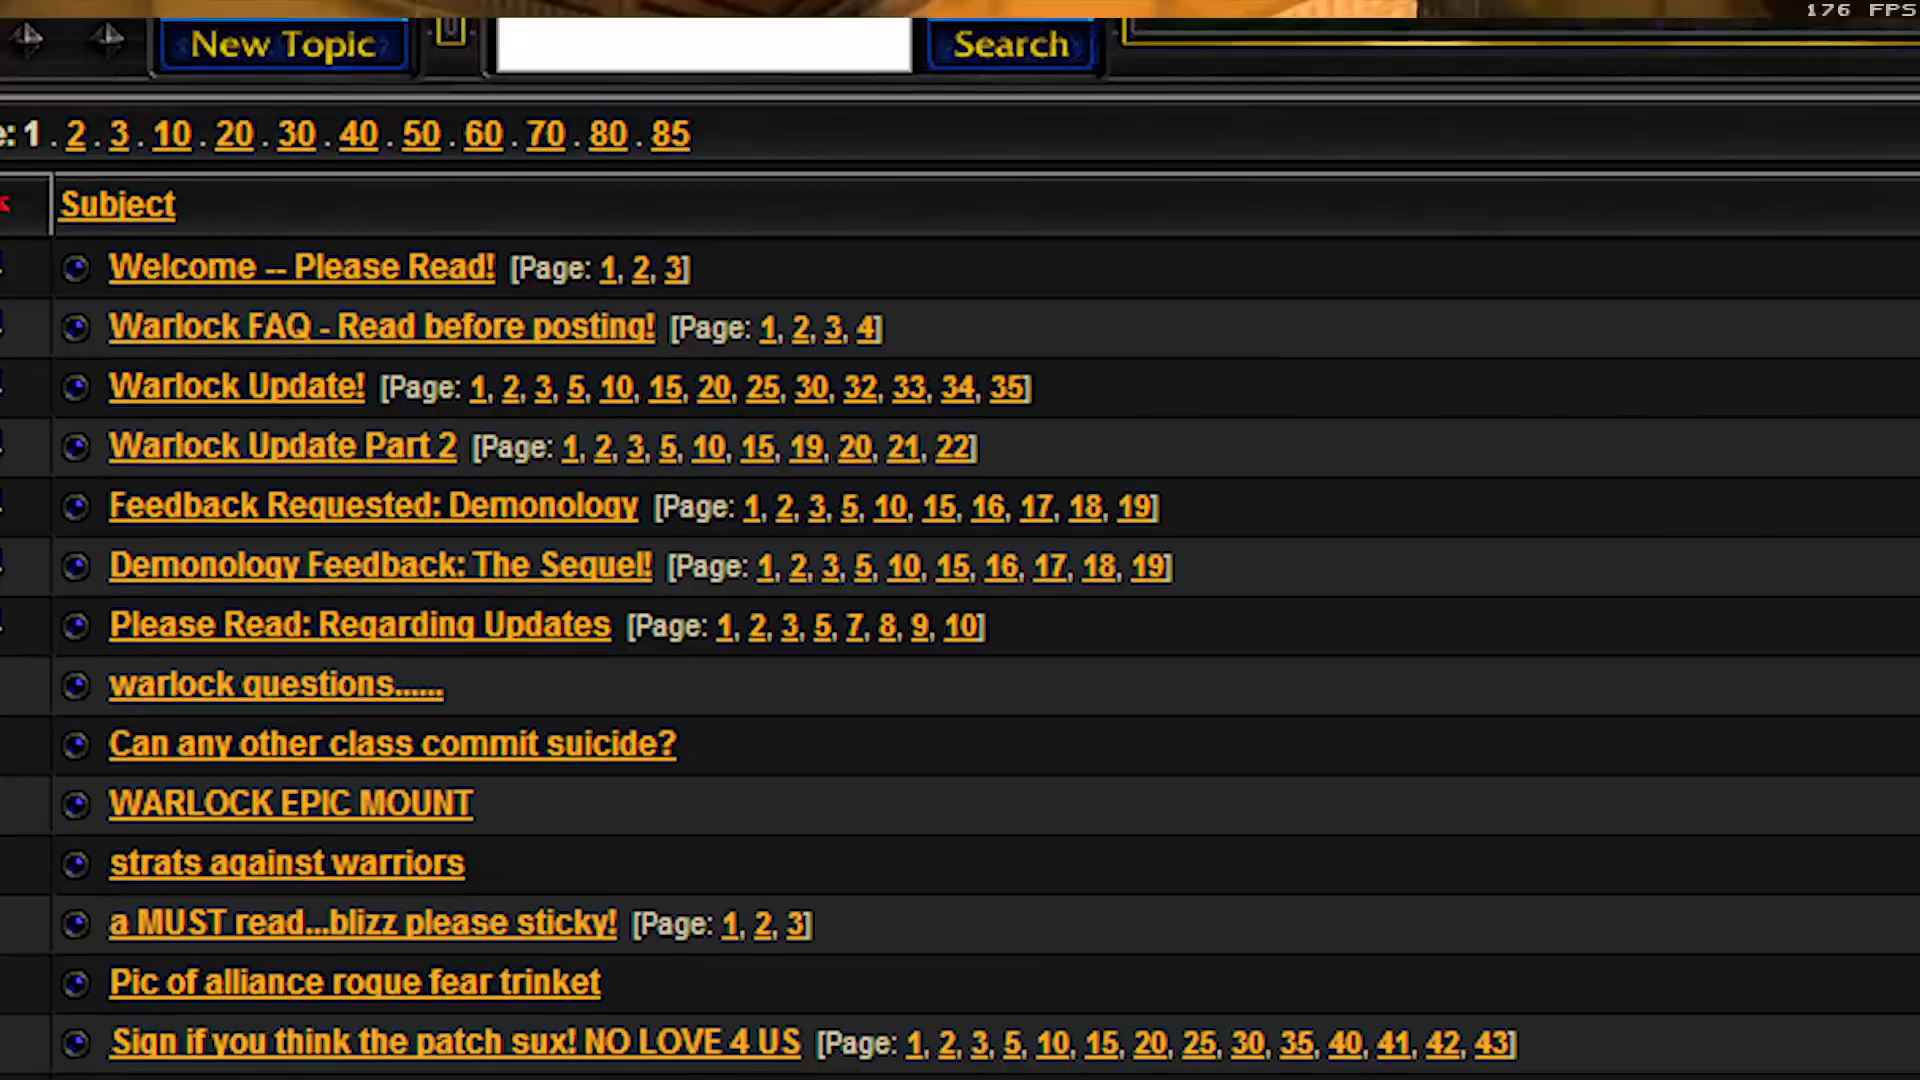 176 FPS
New Topic Search
e: 1 . 2 . 3 . 10 . 20 . 30 . 40 . 50 . 60 . 70 . 80 . 85
Subject
Welcome -- Please Read! [Page: 1, 2, 3]
Warlock FAQ - Read before posting! [Page: 1, 2, 3, 4]
Warlock Update! [Page: 1, 2, 3, 5, 10, 15, 20, 25, 30, 32, 33, 34, 35]
Warlock Update Part 2 [Page: 1, 2, 3, 5, 10, 15, 19, 20, 21, 22]
Feedback Requested: Demonology [Page: 1, 2, 3, 5, 10, 15, 16, 17, 18, 19]
Demonology Feedback: The Sequel! [Page: 1, 2, 3, 5, 10, 15, 16, 17, 18, 19]
Please Read: Regarding Updates [Page: 1, 2, 3, 5, 7, 8, 9, 10]
warlock questions......
Can any other class commit suicide?
WARLOCK EPIC MOUNT
strats against warriors
a MUST read...blizz please sticky! [Page: 1, 2, 3]
Pic of alliance rogue fear trinket
Sign if you think the patch sux! NO LOVE 4 US [Page: 1, 2, 3, 5, 10, 15, 20, 25, 30, 35, 40, 41, 42, 43]